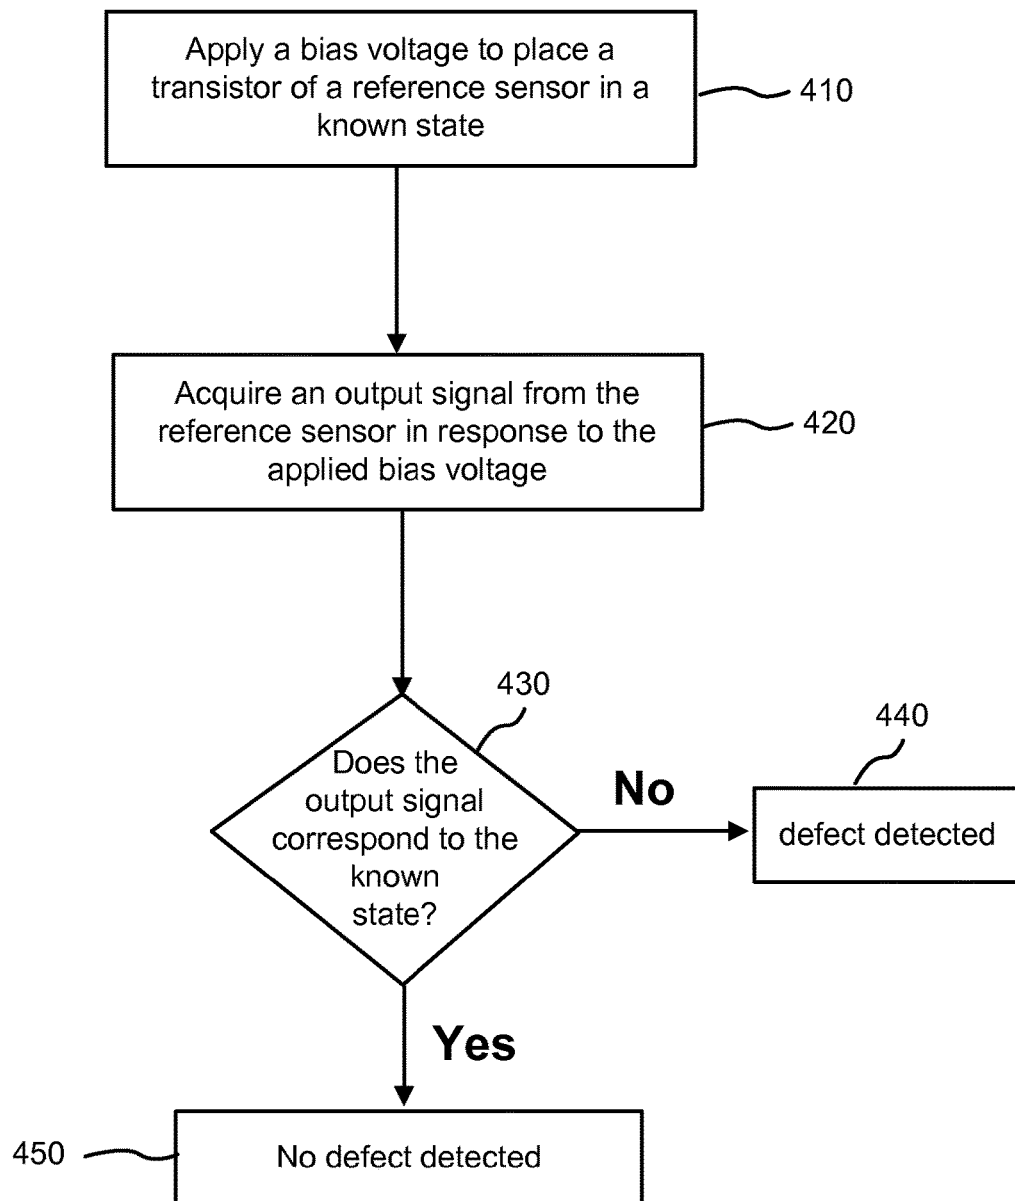 Apply a bias voltage to place a
transistor of a reference sensor in a
known state
410
Acquire an output signal from the
reference sensor in response to the
applied bias voltage
420
430
Does the
output signal
correspond to the
known
state?
No
440
defect detected
Yes
450
No defect detected